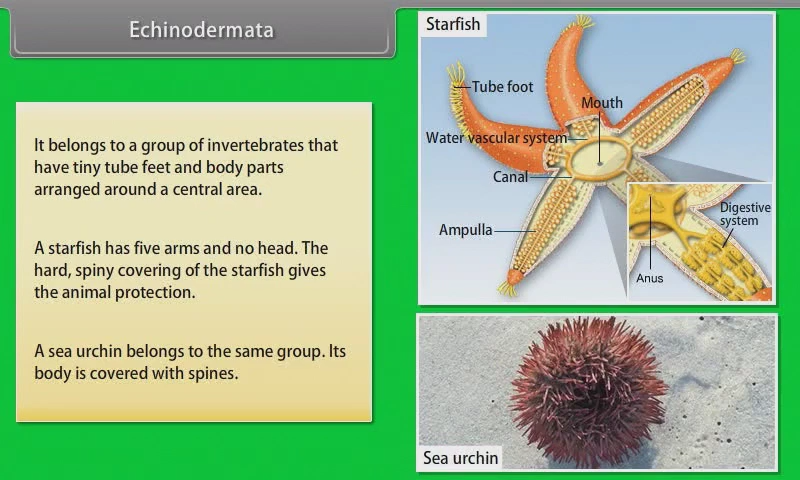 Echinodermata
It belongs to a group of invertebrates that
have tiny tube feet and body parts
arranged around a central area.
A starfish has five arms and no head. The
hard, spiny covering of the starfish gives
the animal protection.
A sea urchin belongs to the same group. Its
body is covered with spines.
Starfish
Tube foot
Mouth
Water vascular system
Canal
Ampulla
Digestive
system
Anus
Sea urchin